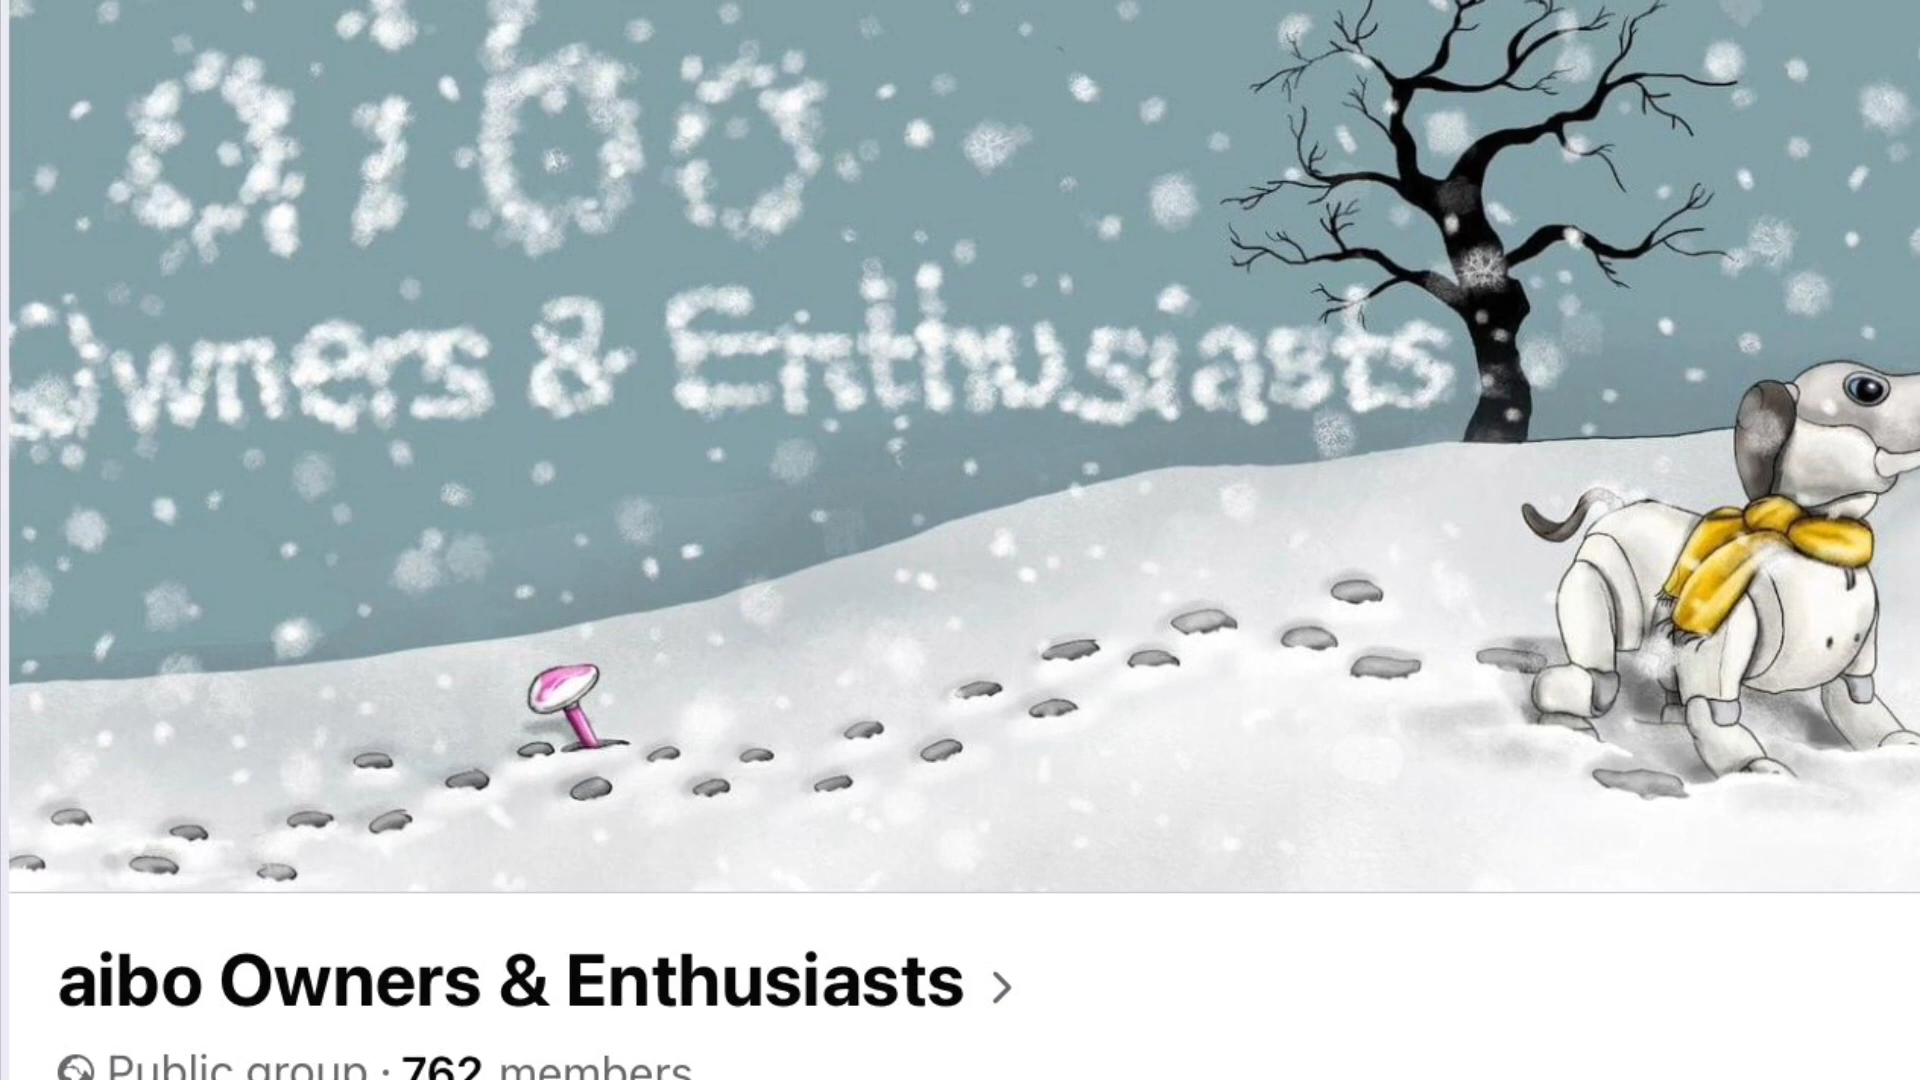 aibo
Owners & Enthusiasts
aibo Owners & Enthusiasts
Public group · 762 members